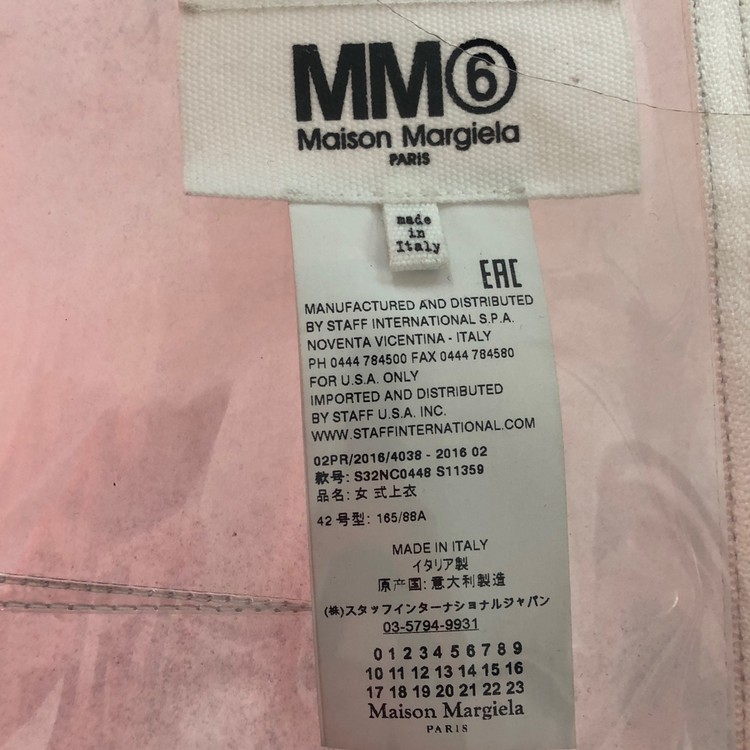 MM⑥
Maison Margiela
PARIS
made
in
Italy
EAC
MANUFACTURED AND DISTRIBUTED
BY STAFF INTERNATIONAL S.P.A.
NOVENTA VICENTINA - ITALY
PH 0444 784500 FAX 0444 784580
FOR U.S.A. ONLY
IMPORTED AND DISTRIBUTED
BY STAFF U.S.A. INC.
WWW.STAFFINTERNATIONAL.COM
02PR/2016/4038 - 2016 02
款号: S32NC0448 S11359
品名: 女 式上衣
42 号型: 165/88A
MADE IN ITALY
イタリア製
原产国: 意大利製造
(株)スタッフインターナショナルジャパン
03-5794-9931
0 1 2 3 4 5 6 7 8 9
10 11 12 13 14 15 16
17 18 19 20 21 22 23
Maison Margiela
PARIS